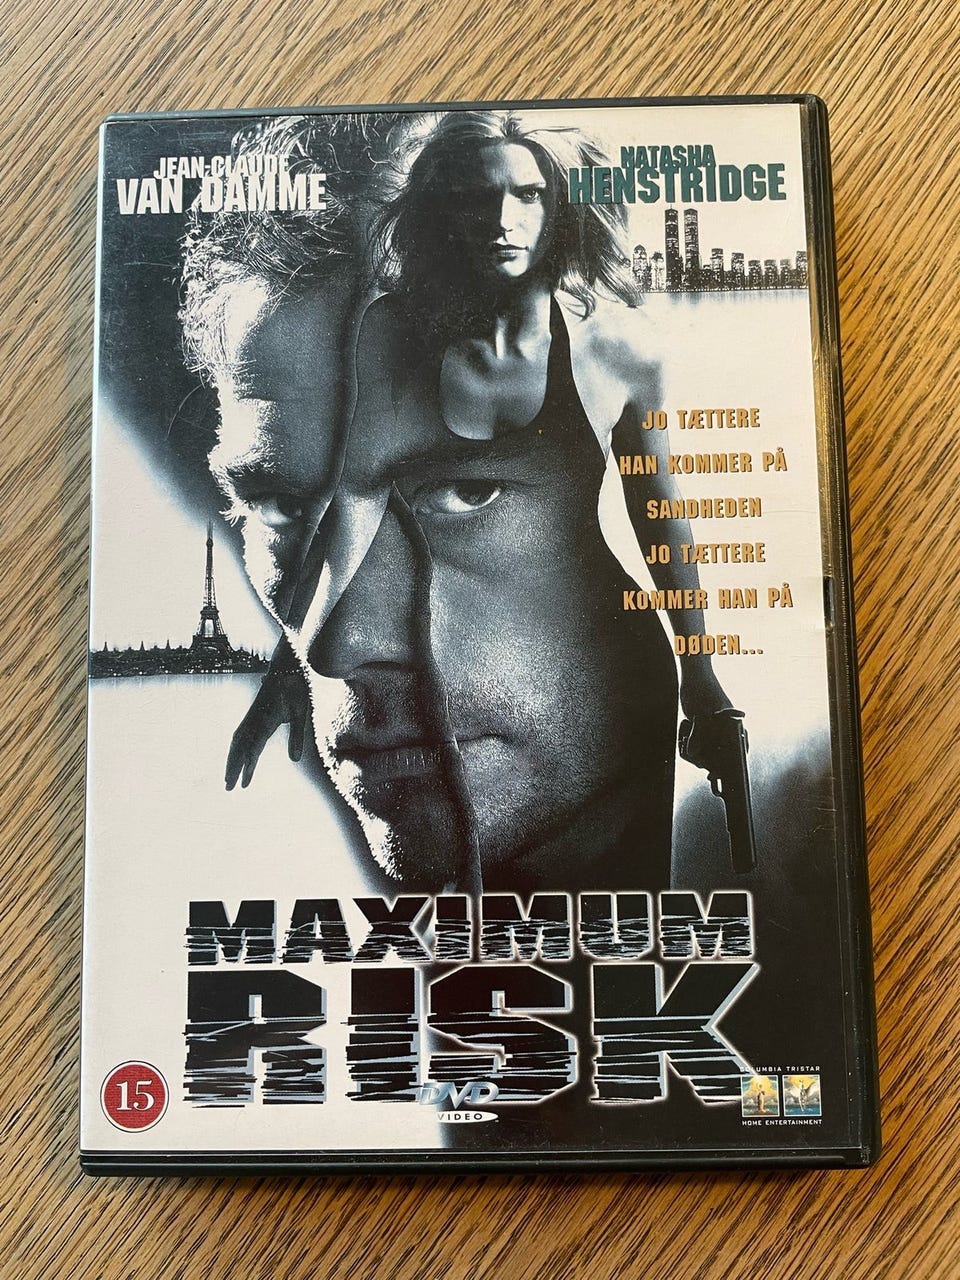 JEAN-CLAUDE
VAN DAMME
NATASHA
HENSTRIDGE
JO TÆTTERE
HAN KOMMER PÅ
SANDHEDEN
JO TÆTTERE
KOMMER HAN PÅ
DØDEN...
MAXIMUM
RISK
15
DVD
VIDEO
COLUMBIA TRISTAR
HOME ENTERTAINMENT